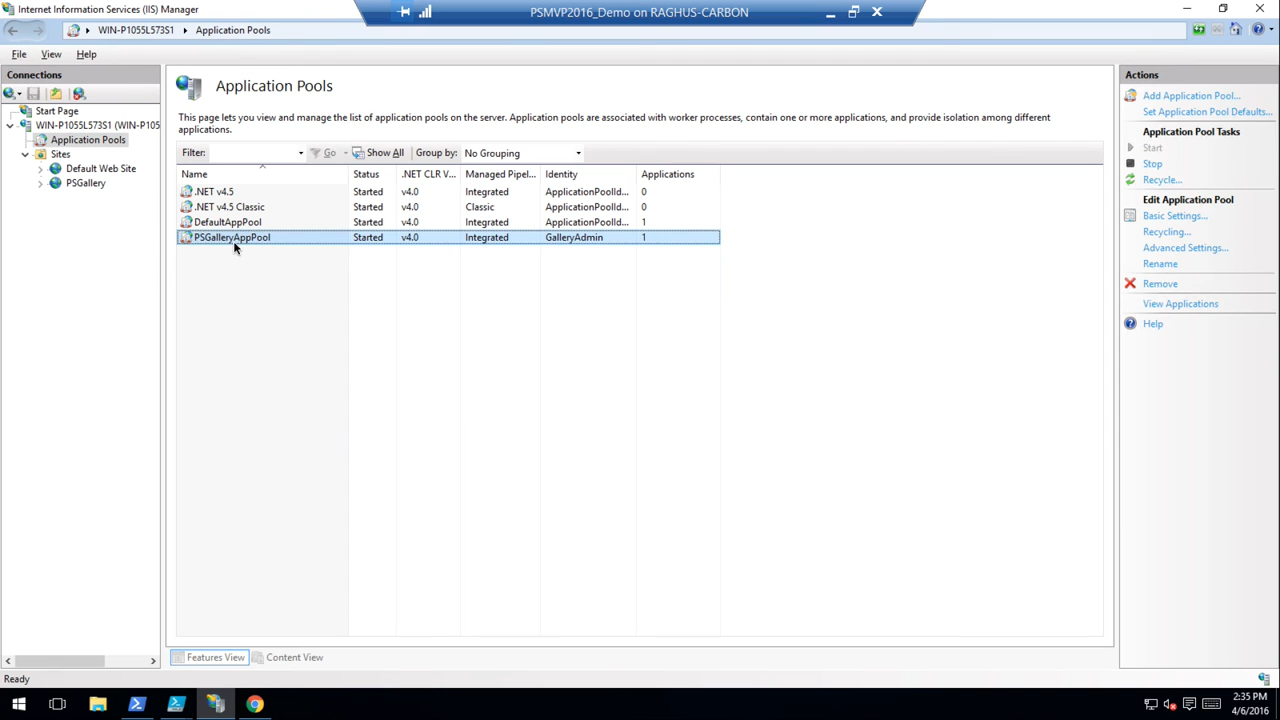 Internet Information Services (IIS) Manager
PSMVP2016_Demo on RAGHUS-CARBON
WIN-P1055L573S1 Application Pools
File View Help
Connections
Start Page
WIN-P1055L573S1 (WIN-P105
Application Pools
Sites
Default Web Site
PSGallery
Application Pools
This page lets you view and manage the list of application pools on the server. Application pools are associated with worker processes, contain one or more applications, and provide isolation among different
applications.
Filter: Go Show All Group by: No Grouping
Name Status .NET CLR V... Managed Pipel... Identity Applications
.NET v4.5 Started v4.0 Integrated ApplicationPoolId... 0
.NET v4.5 Classic Started v4.0 Classic ApplicationPoolId... 0
DefaultAppPool Started v4.0 Integrated ApplicationPoolId... 1
PSGalleryAppPool Started v4.0 Integrated GalleryAdmin 1
Features View Content View
Actions
Add Application Pool...
Set Application Pool Defaults...
Application Pool Tasks
Start
Stop
Recycle...
Edit Application Pool
Basic Settings...
Recycling...
Advanced Settings...
Rename
Remove
View Applications
Help
Ready
2:35 PM
4/6/2016